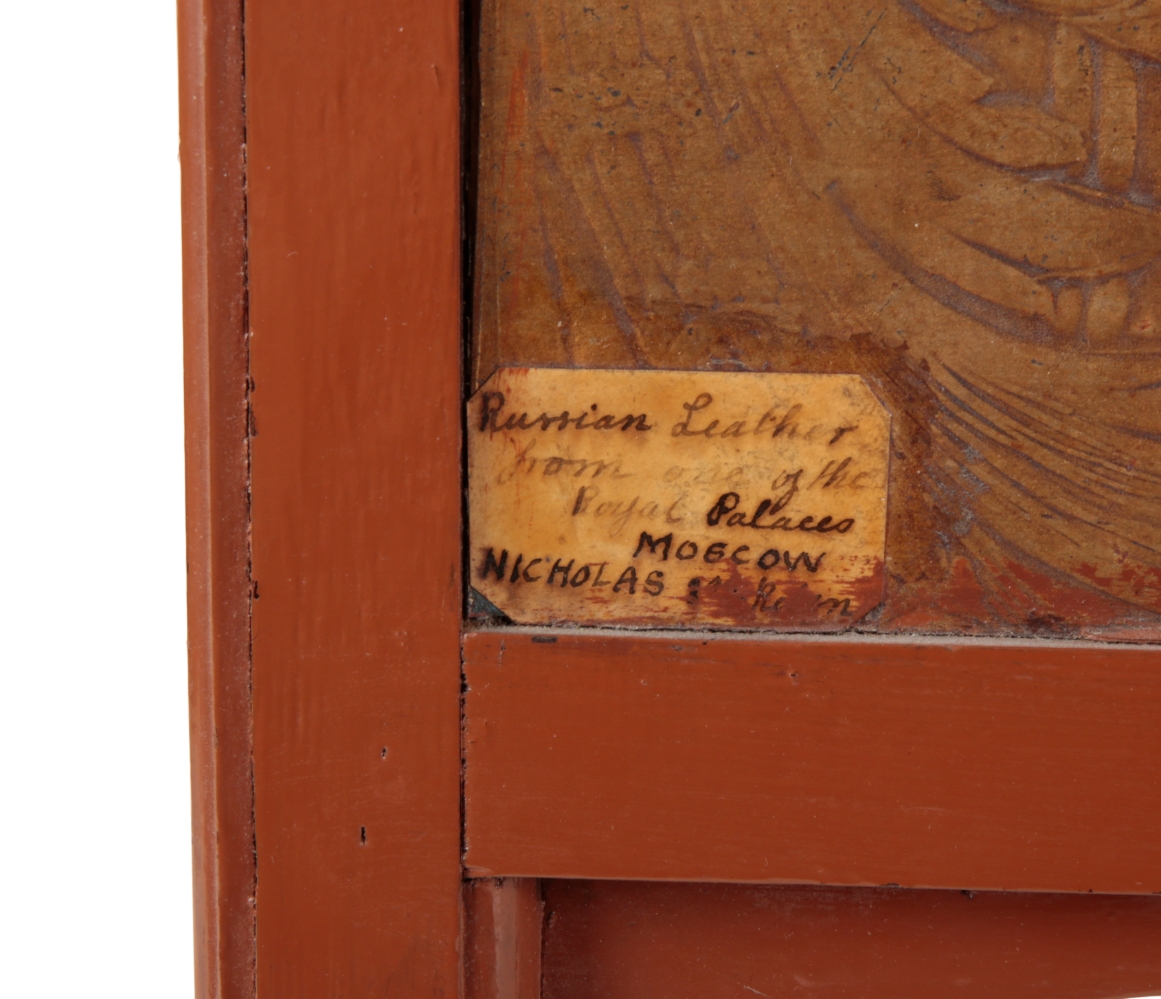 Russian Leather
from one of the
Royal Palaces
MOSCOW
NICHOLAS